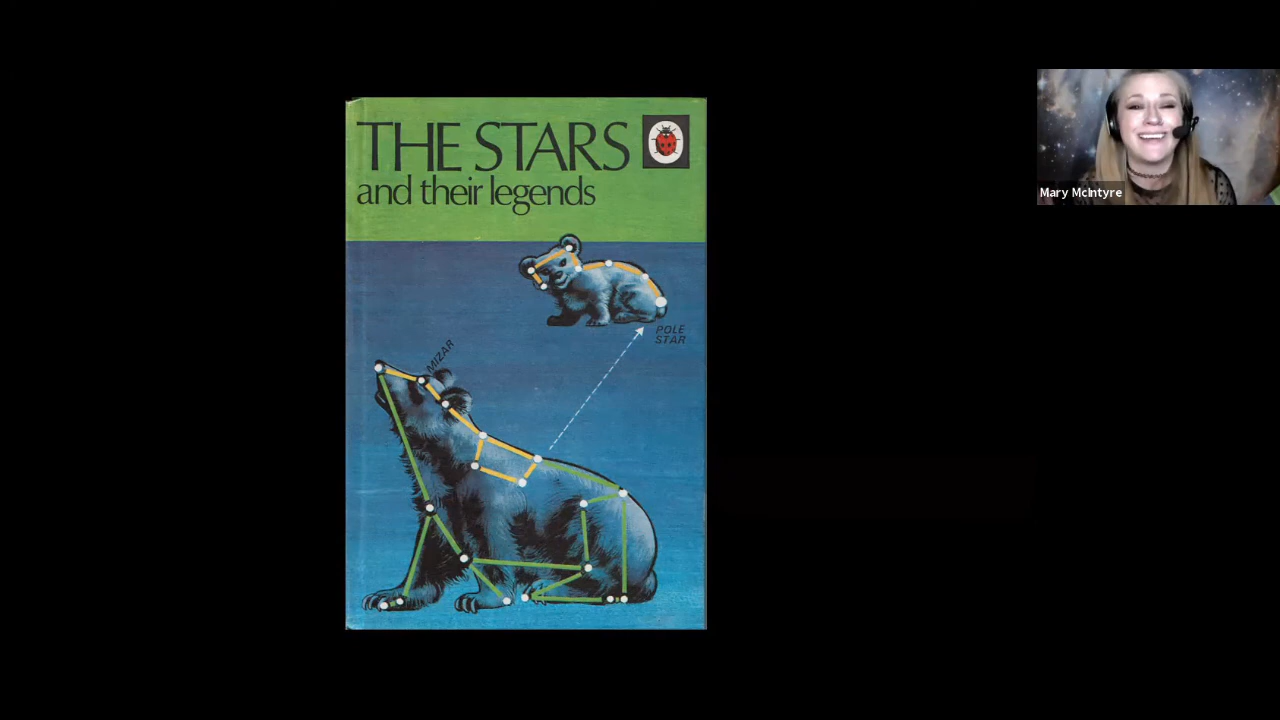 THE STARS
and their legends
POLE
STAR
MIZAR
Mary McIntyre